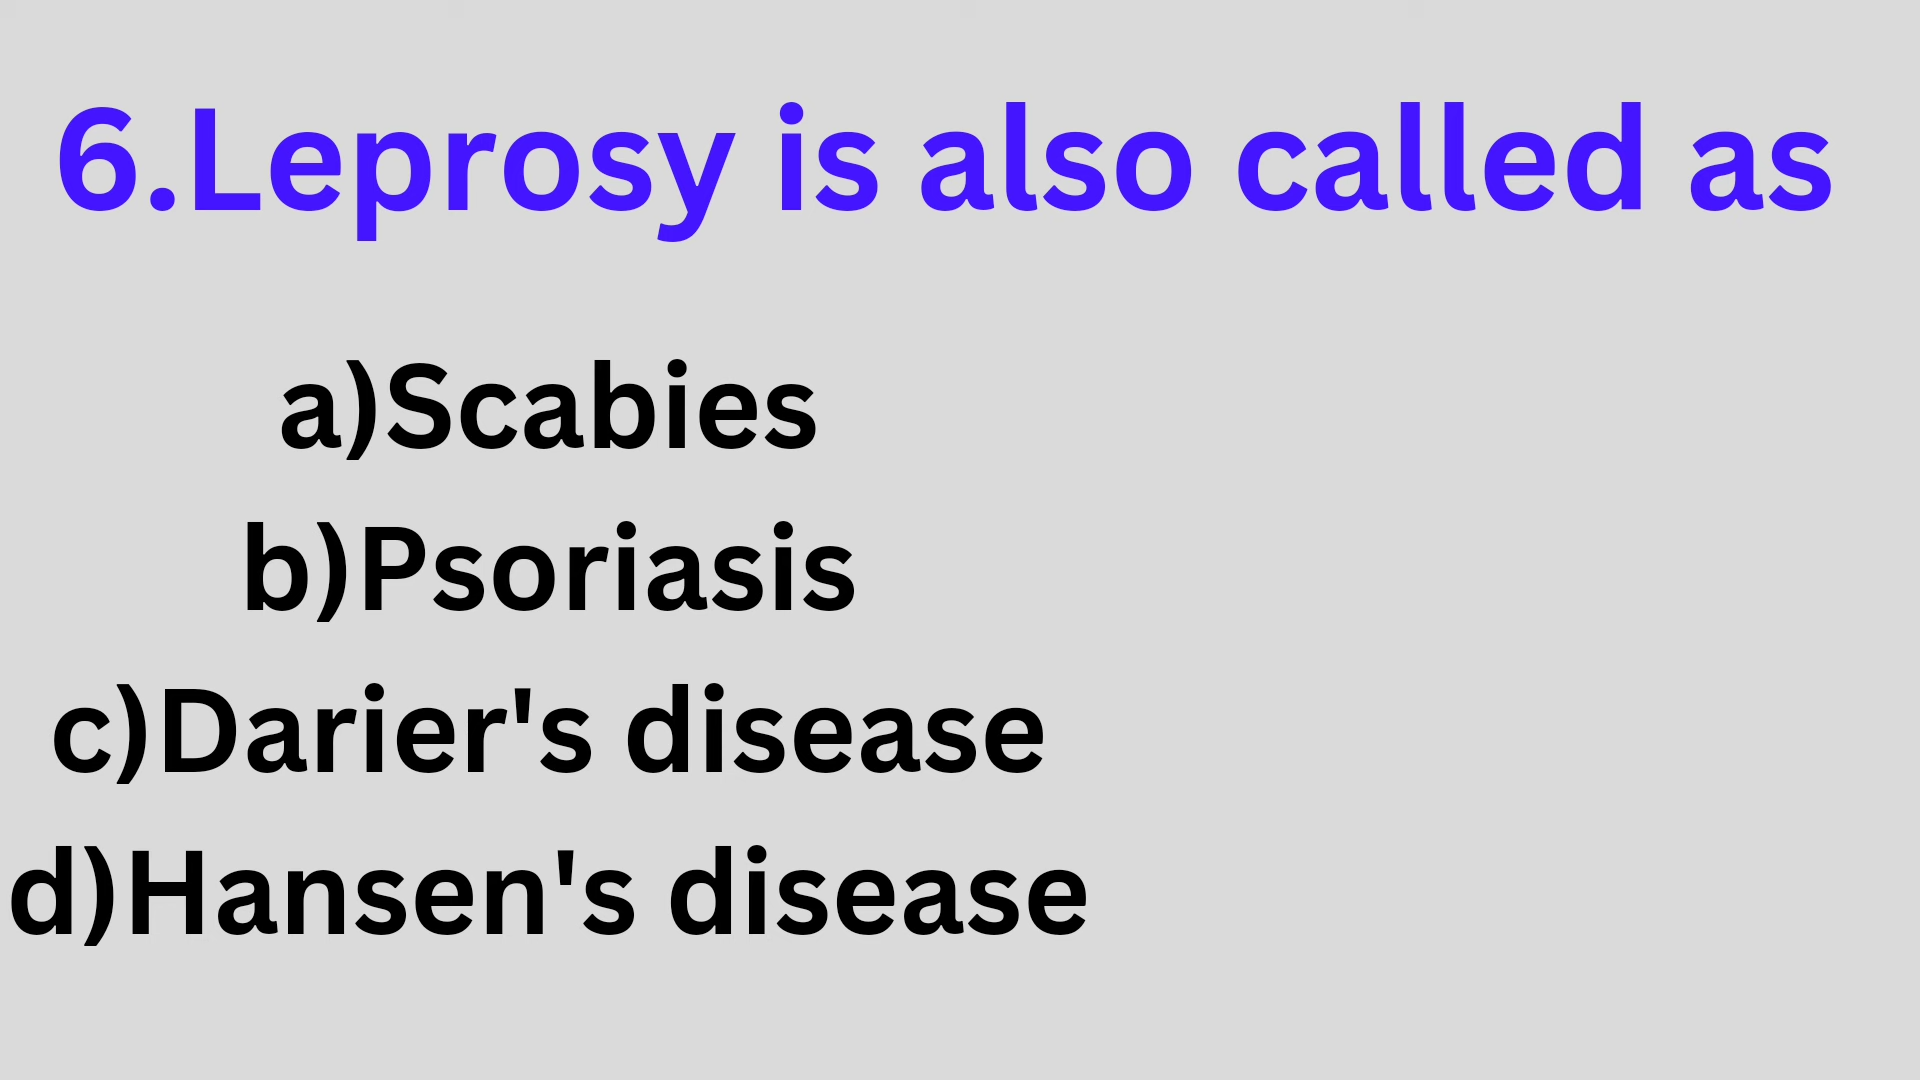 6.Leprosy is also called as
a)Scabies
b)Psoriasis
c)Darier's disease
d)Hansen's disease